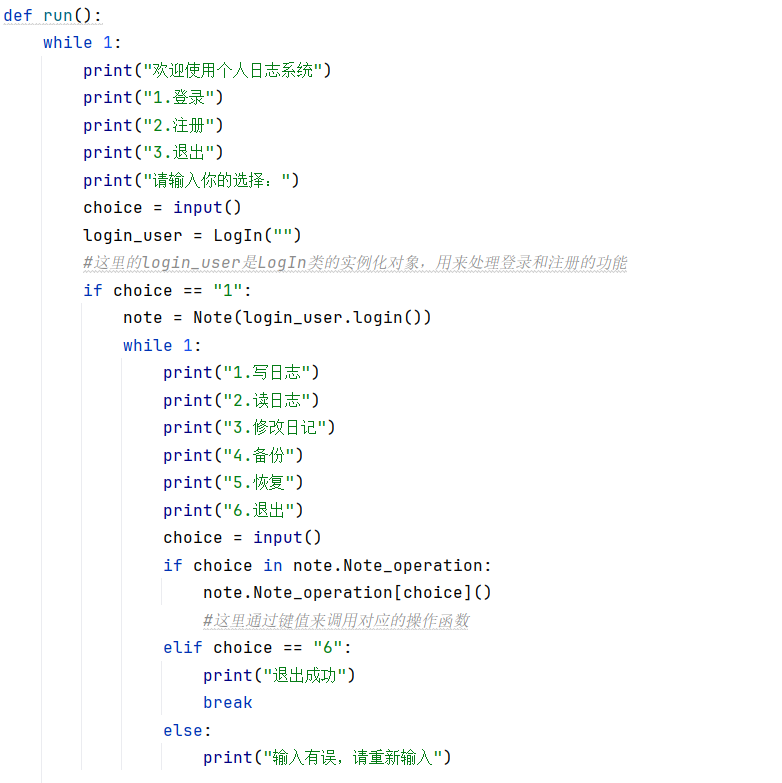 def run():
    while 1:
        print("欢迎使用个人日志系统")
        print("1.登录")
        print("2.注册")
        print("3.退出")
        print("请输入你的选择：")
        choice = input()
        login_user = LogIn("")
        #这里的login_user是LogIn类的实例化对象，用来处理登录和注册的功能
        if choice == "1":
            note = Note(login_user.login())
            while 1:
                print("1.写日志")
                print("2.读日志")
                print("3.修改日记")
                print("4.备份")
                print("5.恢复")
                print("6.退出")
                choice = input()
                if choice in note.Note_operation:
                    note.Note_operation[choice]()
                    #这里通过键值来调用对应的操作函数
                elif choice == "6":
                    print("退出成功")
                    break
                else:
                    print("输入有误，请重新输入")